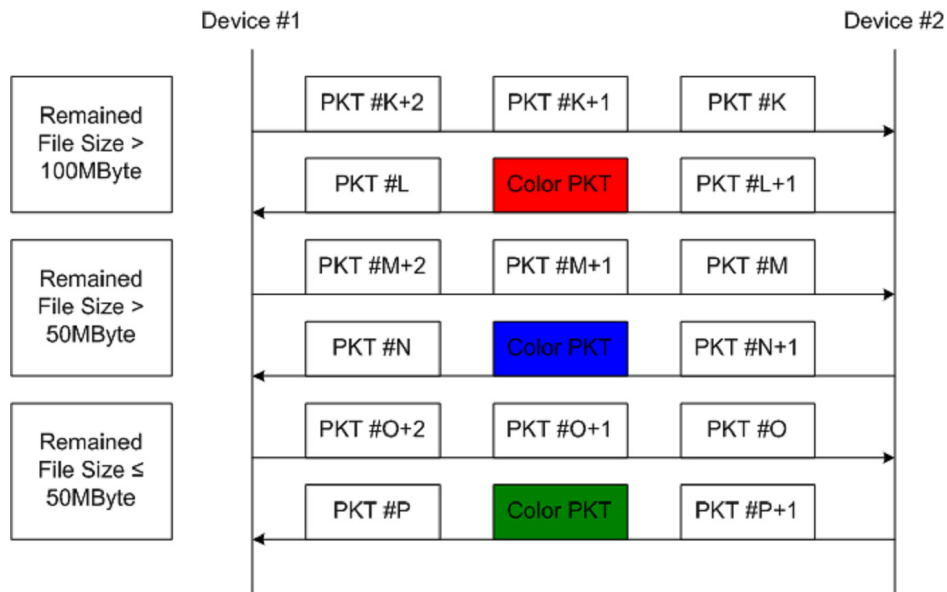 Device #1
Device #2
Remained
File Size >
100MByte
PKT #K+2
PKT #K+1
PKT #K
PKT #L
Color PKT
PKT #L+1
Remained
File Size >
50MByte
PKT #M+2
PKT #M+1
PKT #M
PKT #N
Color PKT
PKT #N+1
Remained
File Size ≤
50MByte
PKT #O+2
PKT #O+1
PKT #O
PKT #P
Color PKT
PKT #P+1